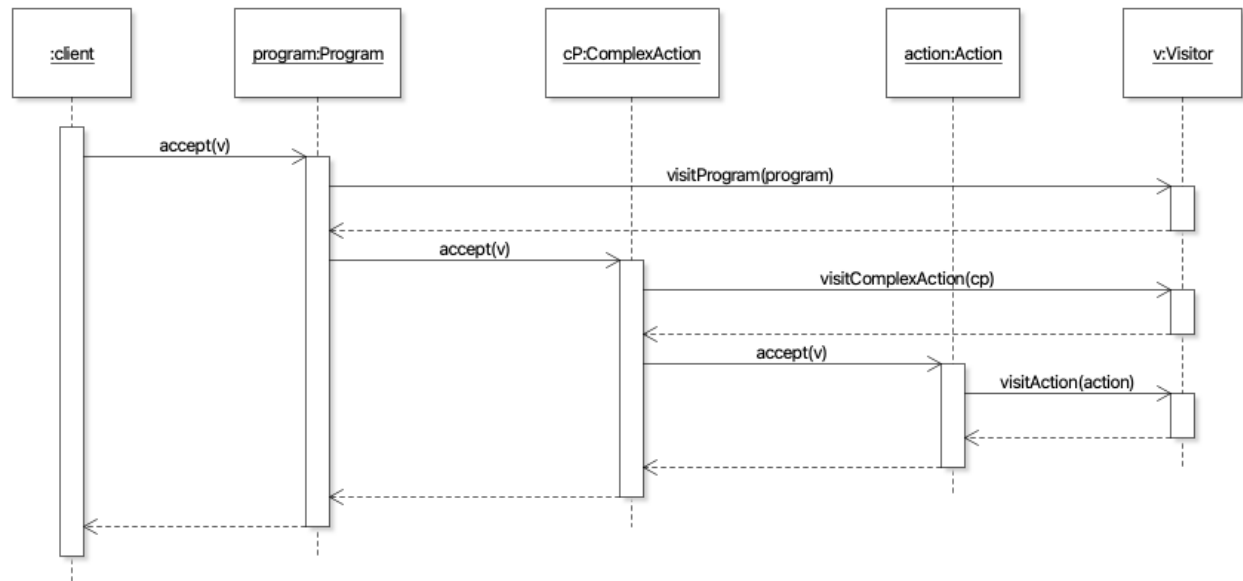 :client
program:Program
cP:ComplexAction
action:Action
v:Visitor
accept(v)
visitProgram(program)
accept(v)
visitComplexAction(cp)
accept(v)
visitAction(action)